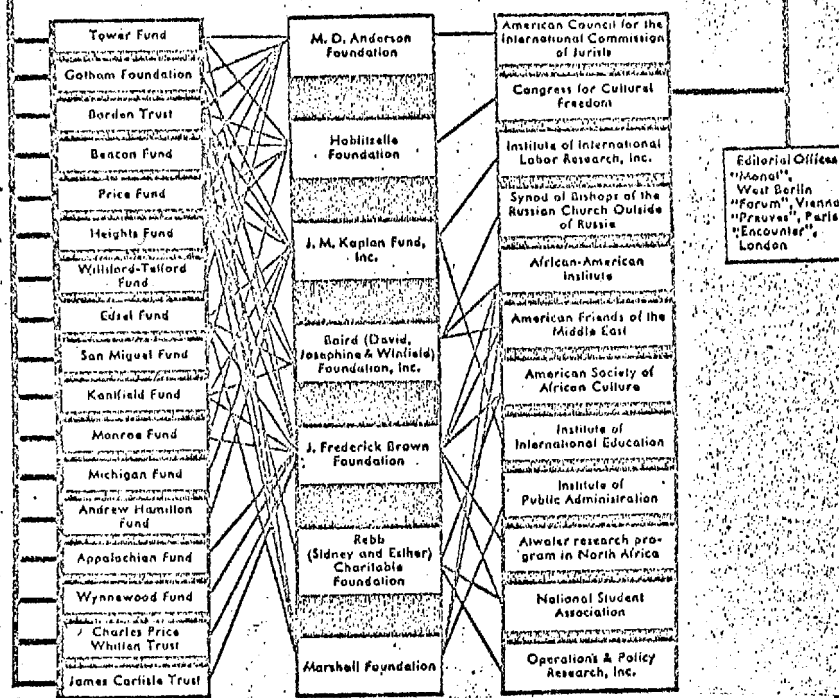 Tower Fund
Gotham Foundation
Borden Trust
Beacon Fund
Price Fund
Heights Fund
Williford-Telford
Fund
Edsel Fund
San Miguel Fund
Kentfield Fund
Monroe Fund
Michigan Fund
Andrew Hamilton
Fund
Appalachian Fund
Wynnewood Fund
Charles Price
Whitten Trust
James Carlisle Trust
M. D. Anderson
Foundation
Hoblitzelle
Foundation
J. M. Kaplan Fund,
Inc.
Baird (David,
Josephine & Winfield)
Foundation, Inc.
J. Frederick Brown
Foundation
Rebb
(Sidney and Esther)
Charitable
Foundation
Marshall Foundation
American Council for the
International Commission
of Jurists
Congress for Cultural
Freedom
Institute of International
Labor Research, Inc.
Synod of Bishops of the
Russian Church Outside
of Russia
African-American
Institute
American Friends of the
Middle East
American Society of
African Culture
Institute of
International Education
Institute of
Public Administration
Atwater research pro-
gram in North Africa
National Student
Association
Operations & Policy
Research, Inc.
Editorial Offices
"Monat",
West Berlin
"Forum", Vienna
"Preuves", Paris
"Encounter",
London